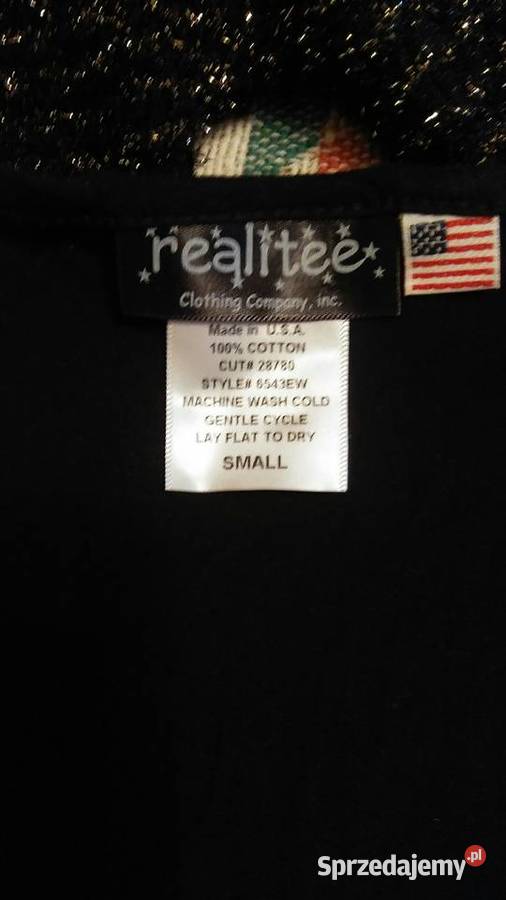 realitee
Clothing Company, inc.
Made in U.S.A.
100% COTTON
CUT# 28780
STYLE# 6543EW
MACHINE WASH COLD
GENTLE CYCLE
LAY FLAT TO DRY
SMALL
Sprzedajemy.pl